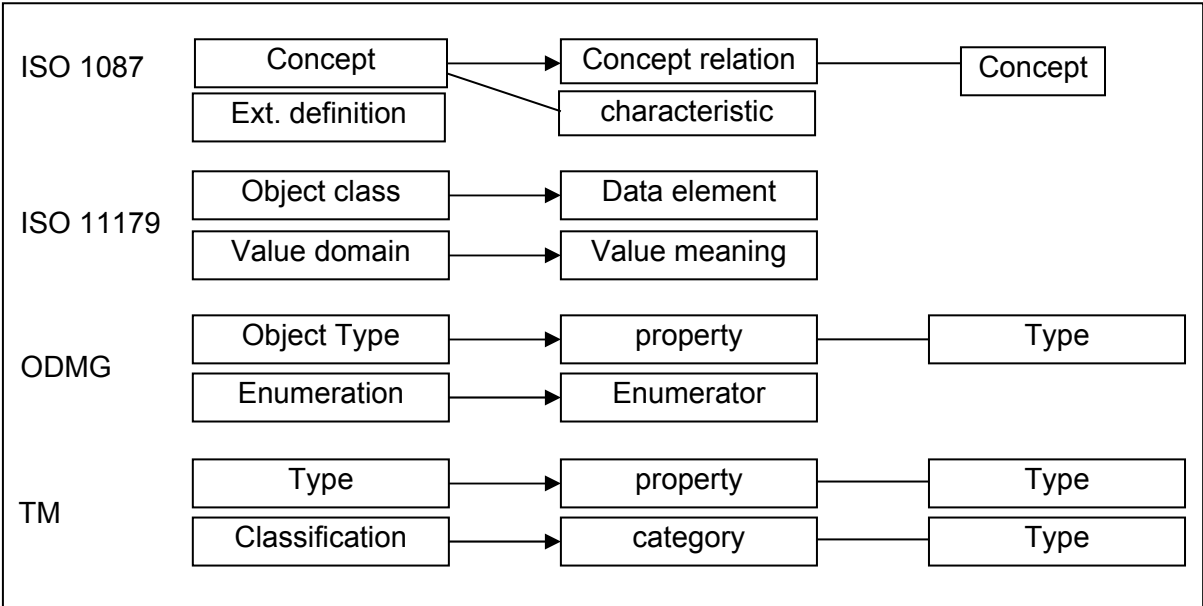 ISO 1087
Concept
Concept relation
Concept
Ext. definition
characteristic
ISO 11179
Object class
Data element
Value domain
Value meaning
ODMG
Object Type
property
Type
Enumeration
Enumerator
TM
Type
property
Type
Classification
category
Type